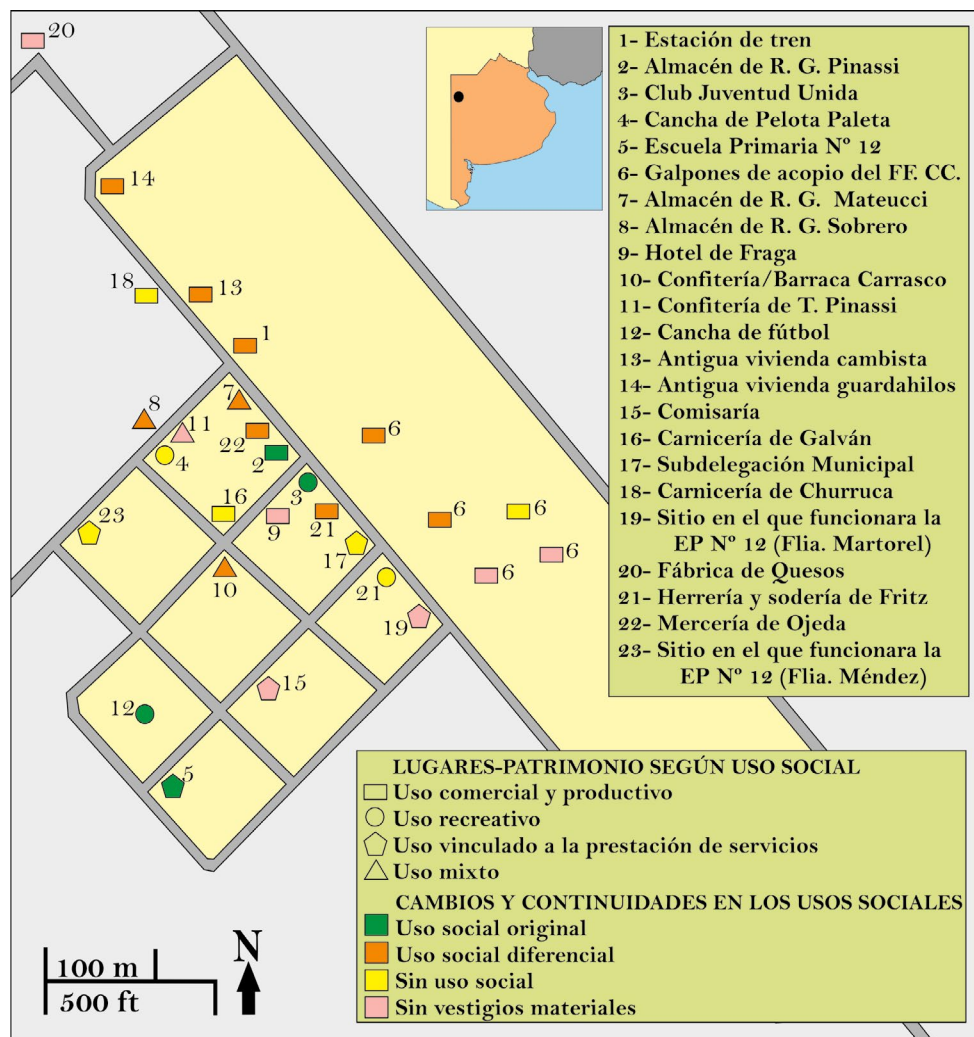 20
14
18
13
1
8
7
11
22
6
4
2
3
23
16
9
21
6
6
17
6
10
21
6
19
12
15
5
1- Estación de tren
2- Almacén de R. G. Pinassi
3- Club Juventud Unida
4- Cancha de Pelota Paleta
5- Escuela Primaria Nº 12
6- Galpones de acopio del FF. CC.
7- Almacén de R. G. Mateucci
8- Almacén de R. G. Sobrero
9- Hotel de Fraga
10- Confitería/Barraca Carrasco
11- Confitería de T. Pinassi
12- Cancha de fútbol
13- Antigua vivienda cambista
14- Antigua vivienda guardahilos
15- Comisaría
16- Carnicería de Galván
17- Subdelegación Municipal
18- Carnicería de Churruca
19- Sitio en el que funcionara la
EP Nº 12 (Flia. Martorel)
20- Fábrica de Quesos
21- Herrería y sodería de Fritz
22- Mercería de Ojeda
23- Sitio en el que funcionara la
EP Nº 12 (Flia. Méndez)
LUGARES-PATRIMONIO SEGÚN USO SOCIAL
Uso comercial y productivo
Uso recreativo
Uso vinculado a la prestación de servicios
Uso mixto
CAMBIOS Y CONTINUIDADES EN LOS USOS SOCIALES
Uso social original
Uso social diferencial
Sin uso social
Sin vestigios materiales
100 m
500 ft
N